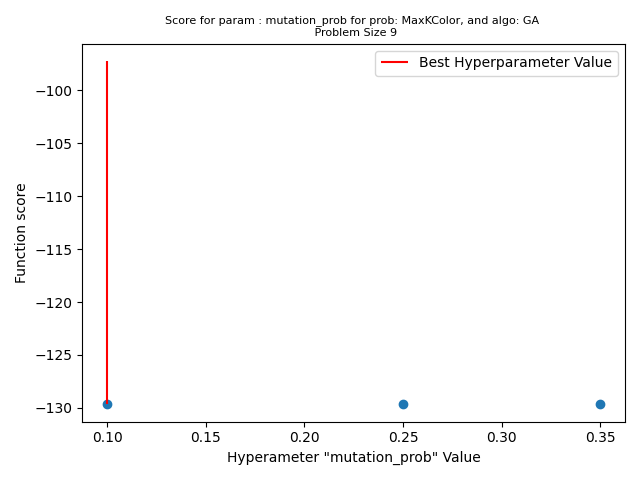 Score for param : mutation_prob for prob: MaxKColor, and algo: GA
Problem Size 9
Best Hyperparameter Value
Function score
−100
−105
−110
−115
−120
−125
−130
0.10 0.15 0.20 0.25 0.30 0.35
Hyperameter "mutation_prob" Value